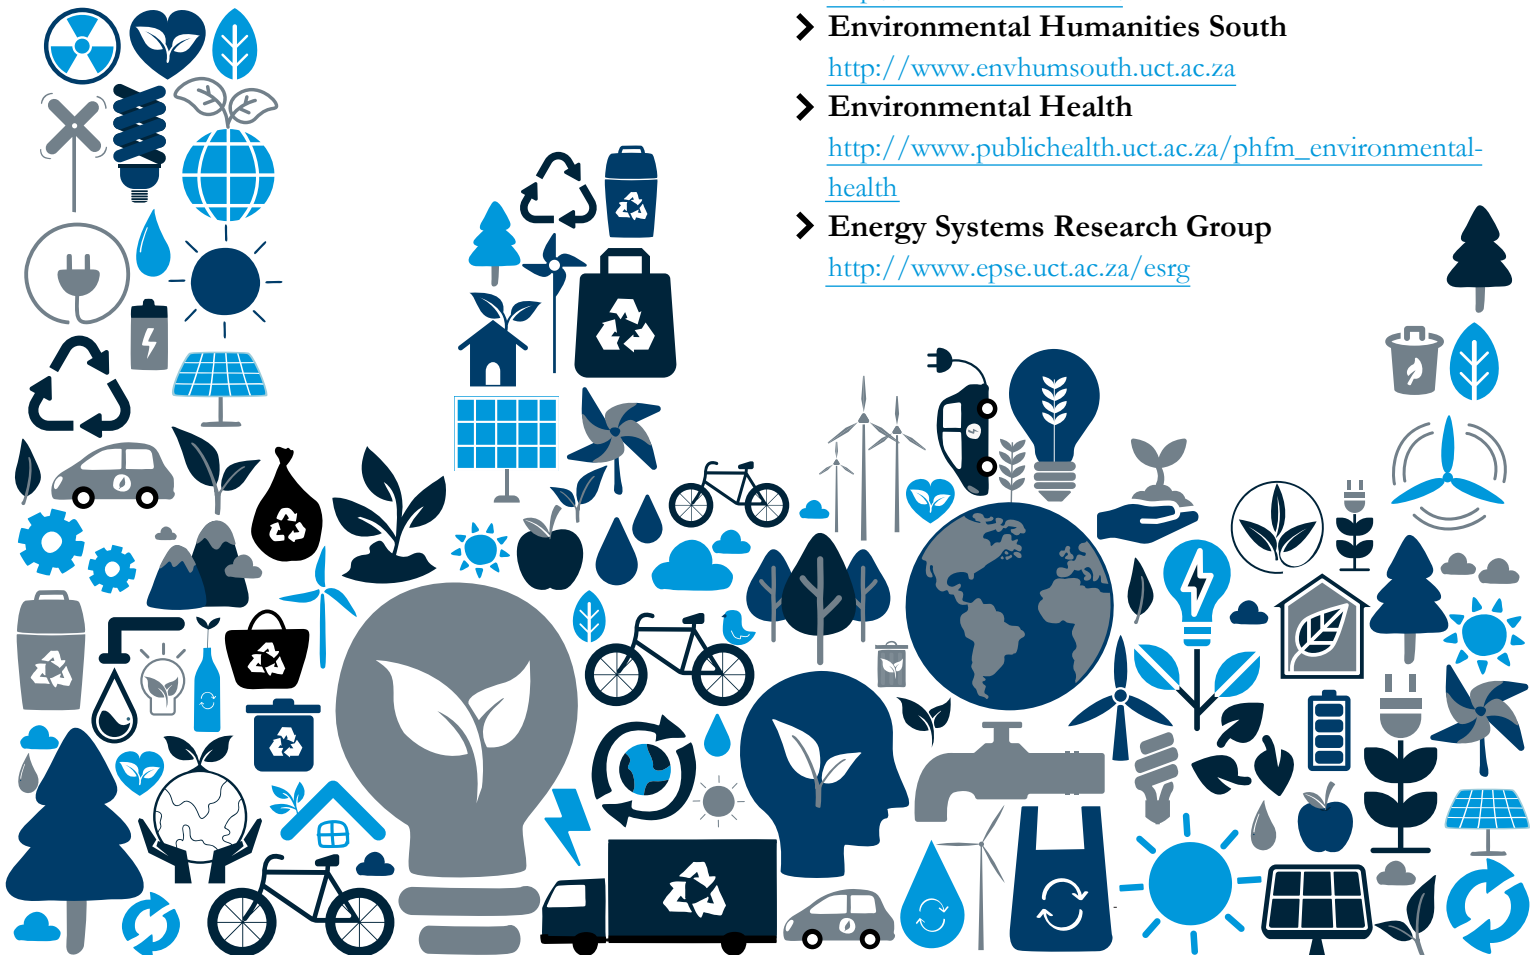 Environmental Humanities South
http://www.envhumsouth.uct.ac.za
Environmental Health
http://www.publichealth.uct.ac.za/phfm_environmental-
health
Energy Systems Research Group
http://www.epse.uct.ac.za/esrg